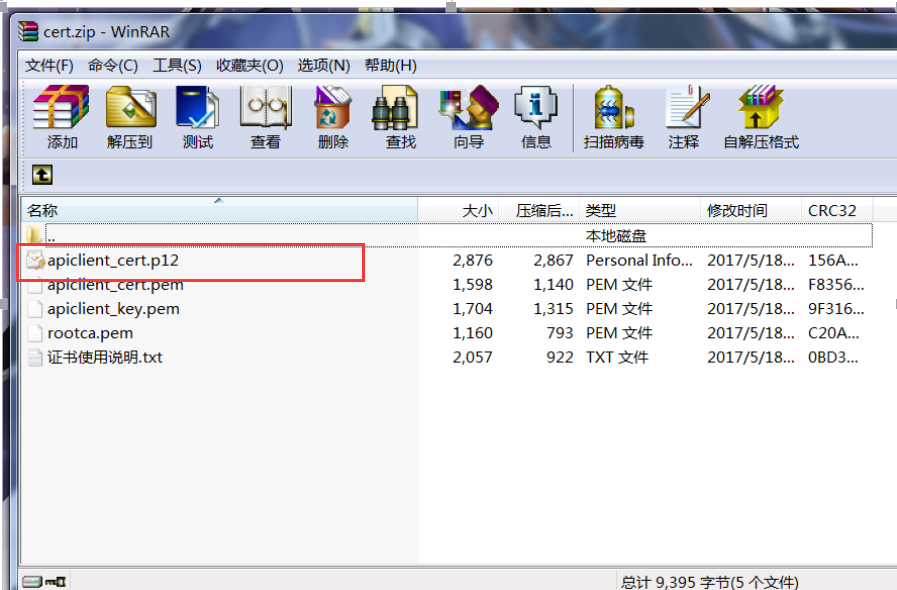 cert.zip - WinRAR
文件(F) 命令(C) 工具(S) 收藏夹(O) 选项(N) 帮助(H)
添加 解压到 测试 查看 删除 查找 向导 信息 扫描病毒 注释 自解压格式
名称 大小 压缩后... 类型 修改时间 CRC32
.. 本地磁盘
apiclient_cert.p12 2,876 2,867 Personal Info... 2017/5/18... 156A...
apiclient_cert.pem 1,598 1,140 PEM 文件 2017/5/18... F8356...
apiclient_key.pem 1,704 1,315 PEM 文件 2017/5/18... 9F316...
rootca.pem 1,160 793 PEM 文件 2017/5/18... C20A...
证书使用说明.txt 2,057 922 TXT 文件 2017/5/18... 0BD3...
总计 9,395 字节(5 个文件)